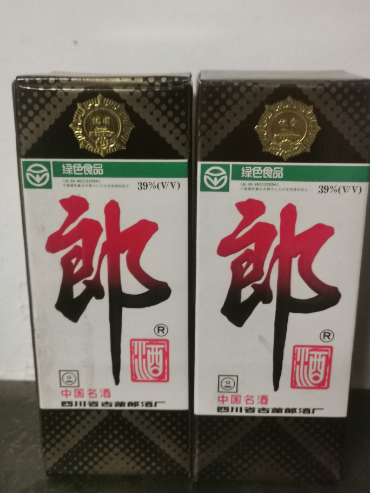 绿色食品
39%(V/V)
郎
®
酒
中国名酒
四川省古蔺郎酒厂
绿色食品
39%(V/V)
郎
®
酒
中国名酒
四川省古蔺郎酒厂